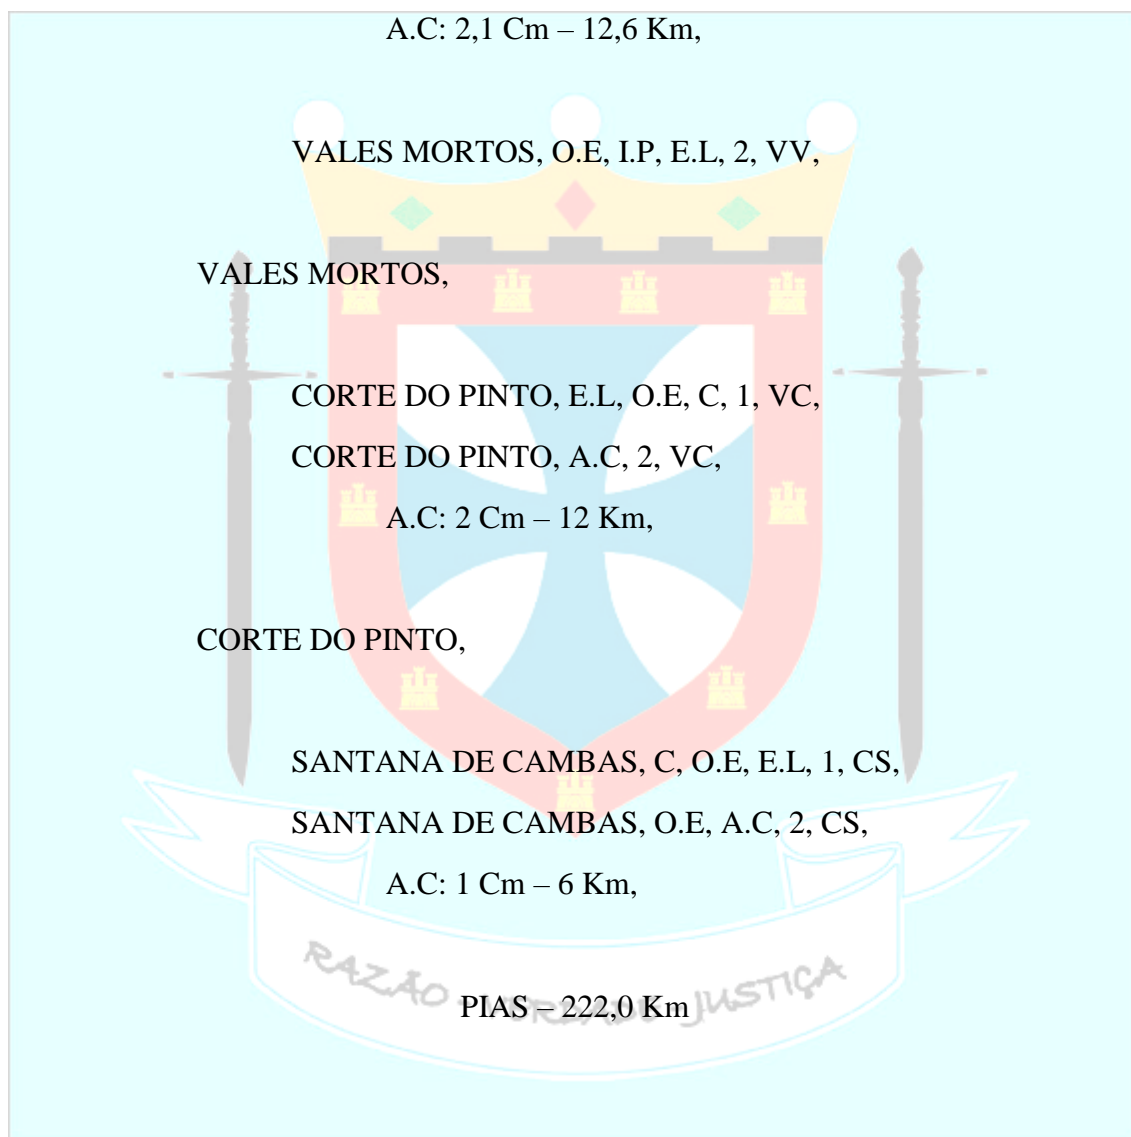 A.C: 2,1 Cm – 12,6 Km,
VALES MORTOS, O.E, I.P, E.L, 2, VV,
VALES MORTOS,
CORTE DO PINTO, E.L, O.E, C, 1, VC,
CORTE DO PINTO, A.C, 2, VC,
A.C: 2 Cm – 12 Km,
CORTE DO PINTO,
SANTANA DE CAMBAS, C, O.E, E.L, 1, CS,
SANTANA DE CAMBAS, O.E, A.C, 2, CS,
A.C: 1 Cm – 6 Km,
RAZÃO - VERDADE - JUSTIÇA
PIAS – 222,0 Km